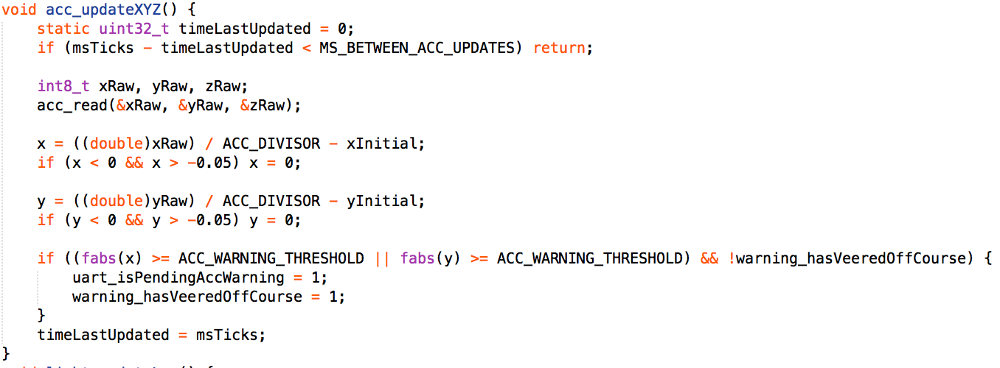 void acc_updateXYZ() {
    static uint32_t timeLastUpdated = 0;
    if (msTicks - timeLastUpdated < MS_BETWEEN_ACC_UPDATES) return;

    int8_t xRaw, yRaw, zRaw;
    acc_read(&xRaw, &yRaw, &zRaw);

    x = ((double)xRaw) / ACC_DIVISOR - xInitial;
    if (x < 0 && x > -0.05) x = 0;

    y = ((double)yRaw) / ACC_DIVISOR - yInitial;
    if (y < 0 && y > -0.05) y = 0;

    if ((fabs(x) >= ACC_WARNING_THRESHOLD || fabs(y) >= ACC_WARNING_THRESHOLD) && !warning_hasVeeredOffCourse) {
        uart_isPendingAccWarning = 1;
        warning_hasVeeredOffCourse = 1;
    }
    timeLastUpdated = msTicks;
}